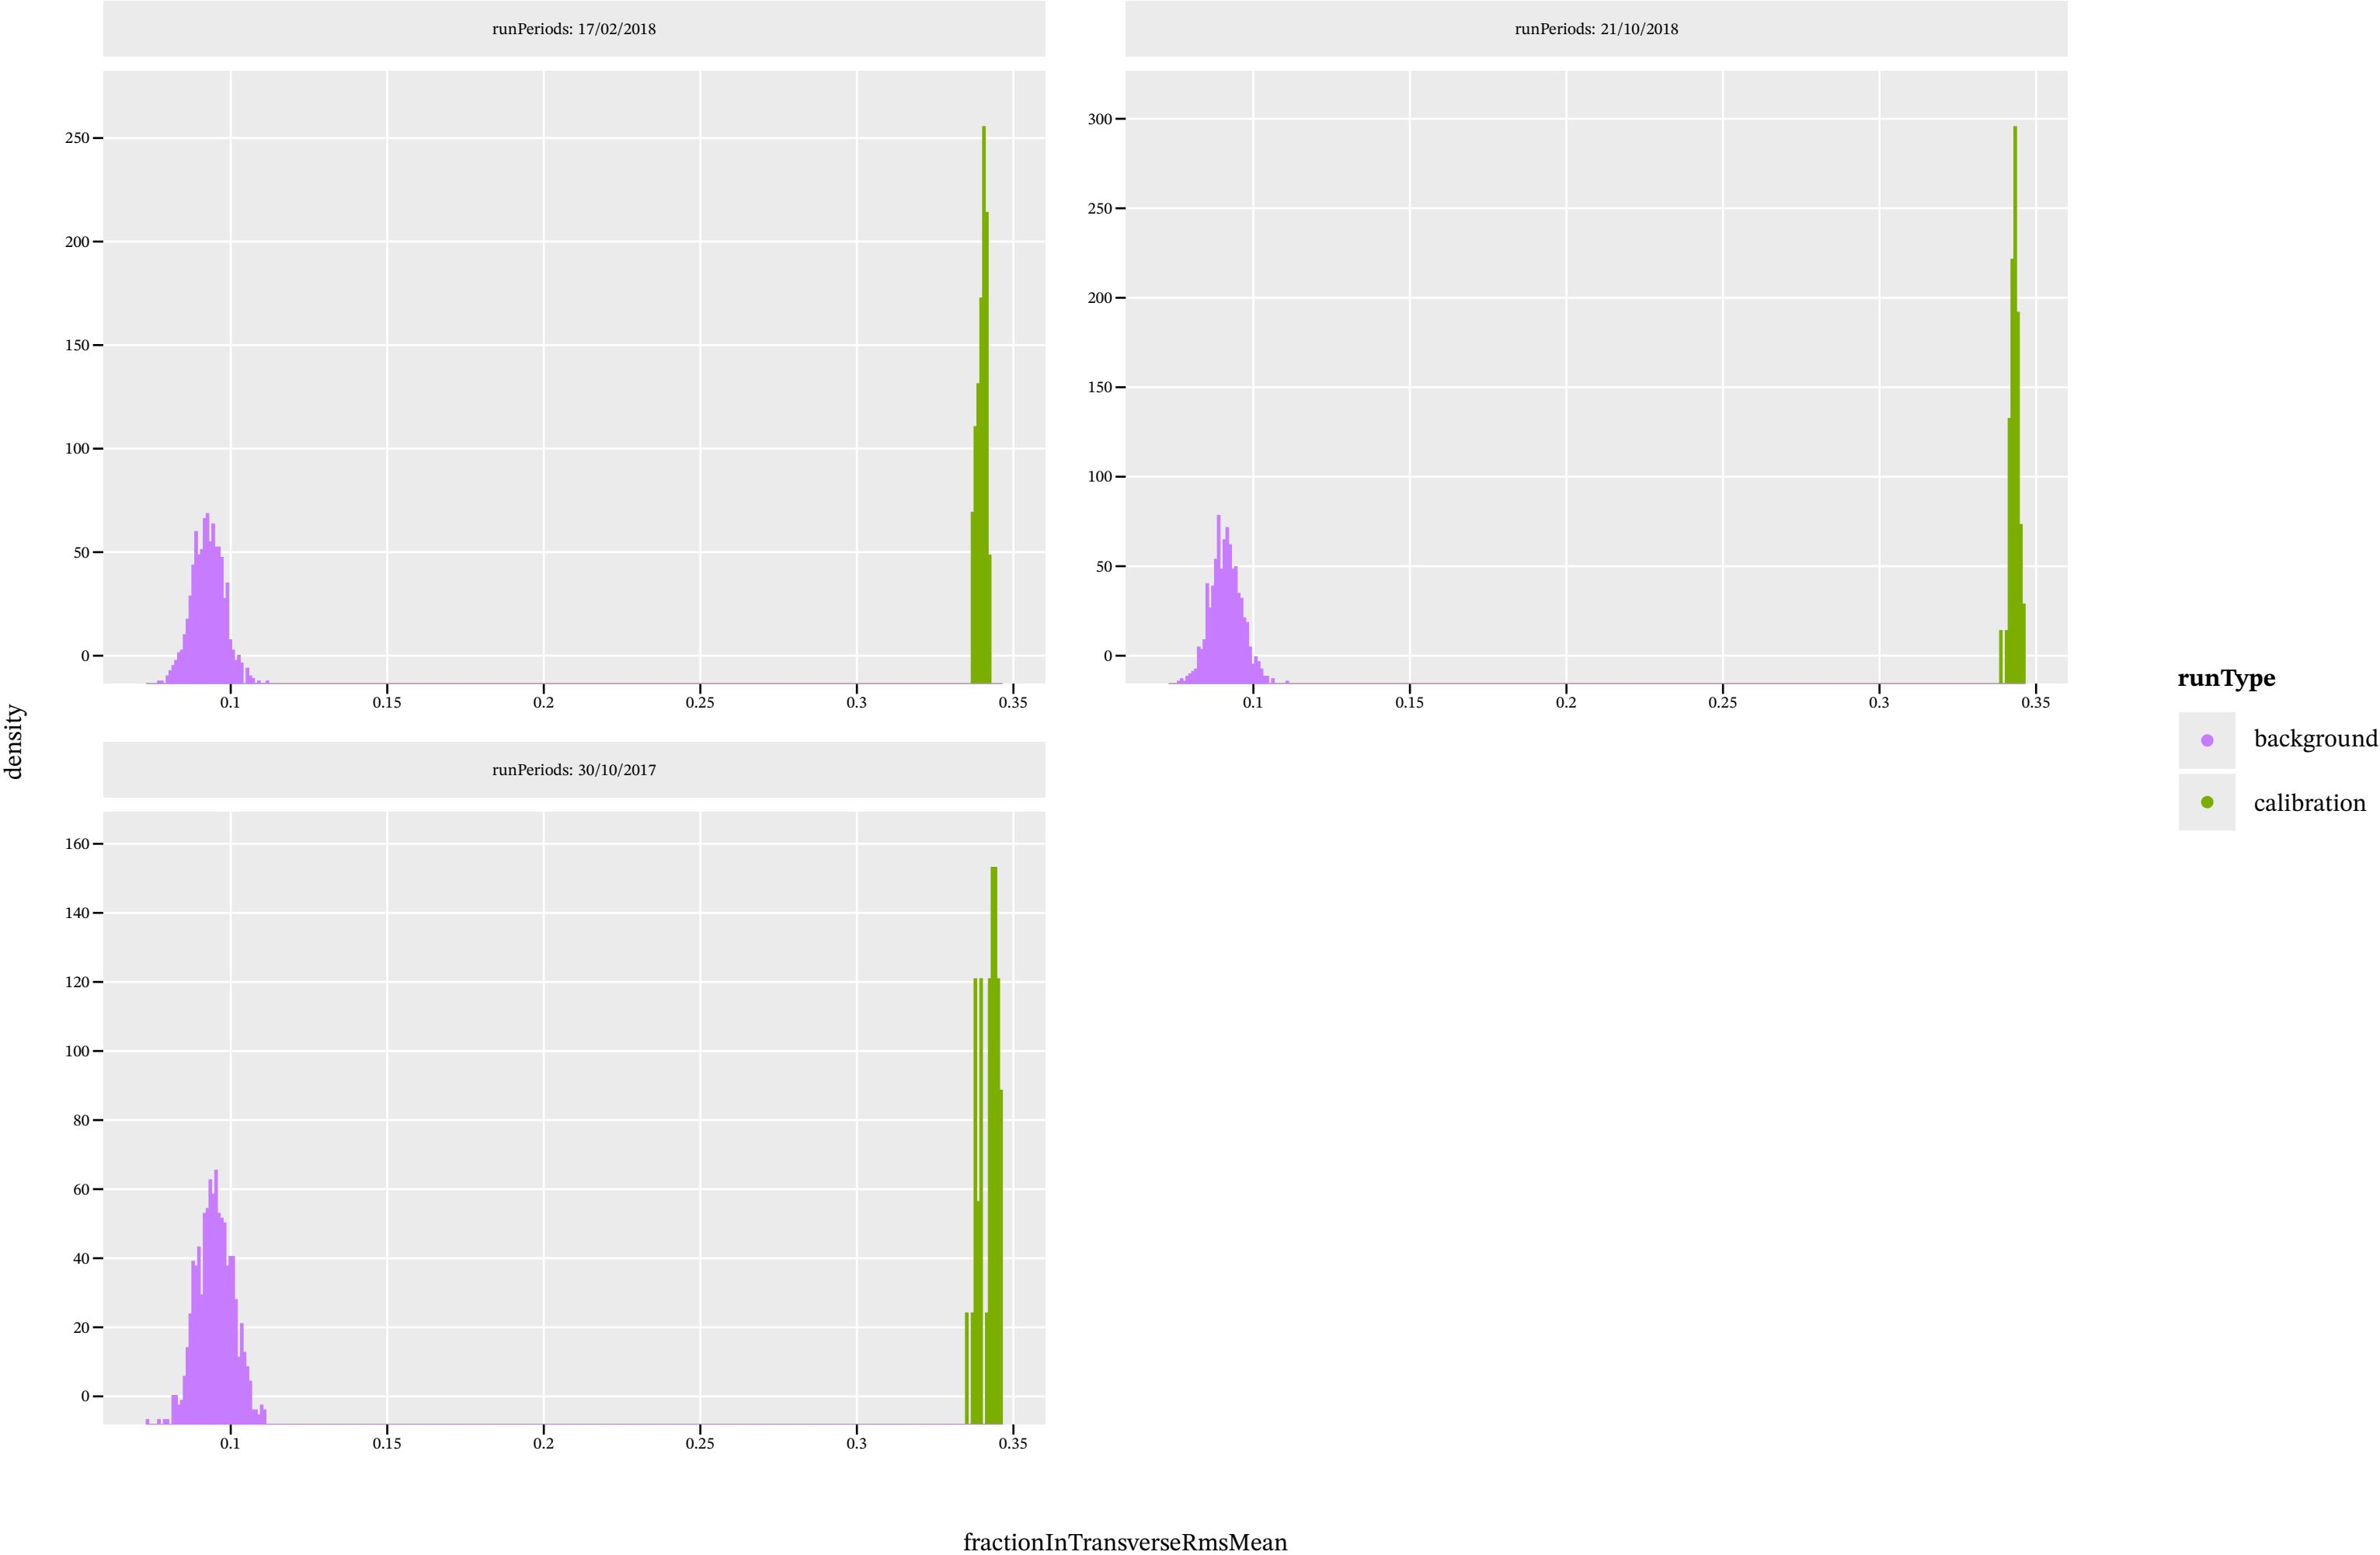 runPeriods: 17/02/2018
250
200
150
100
50
0
0.1 0.15 0.2 0.25 0.3 0.35
runPeriods: 21/10/2018
300
250
200
150
100
50
0
0.1 0.15 0.2 0.25 0.3 0.35
runPeriods: 30/10/2017
160
140
120
100
80
60
40
20
0
0.1 0.15 0.2 0.25 0.3 0.35
density
fractionInTransverseRmsMean
runType
background
calibration